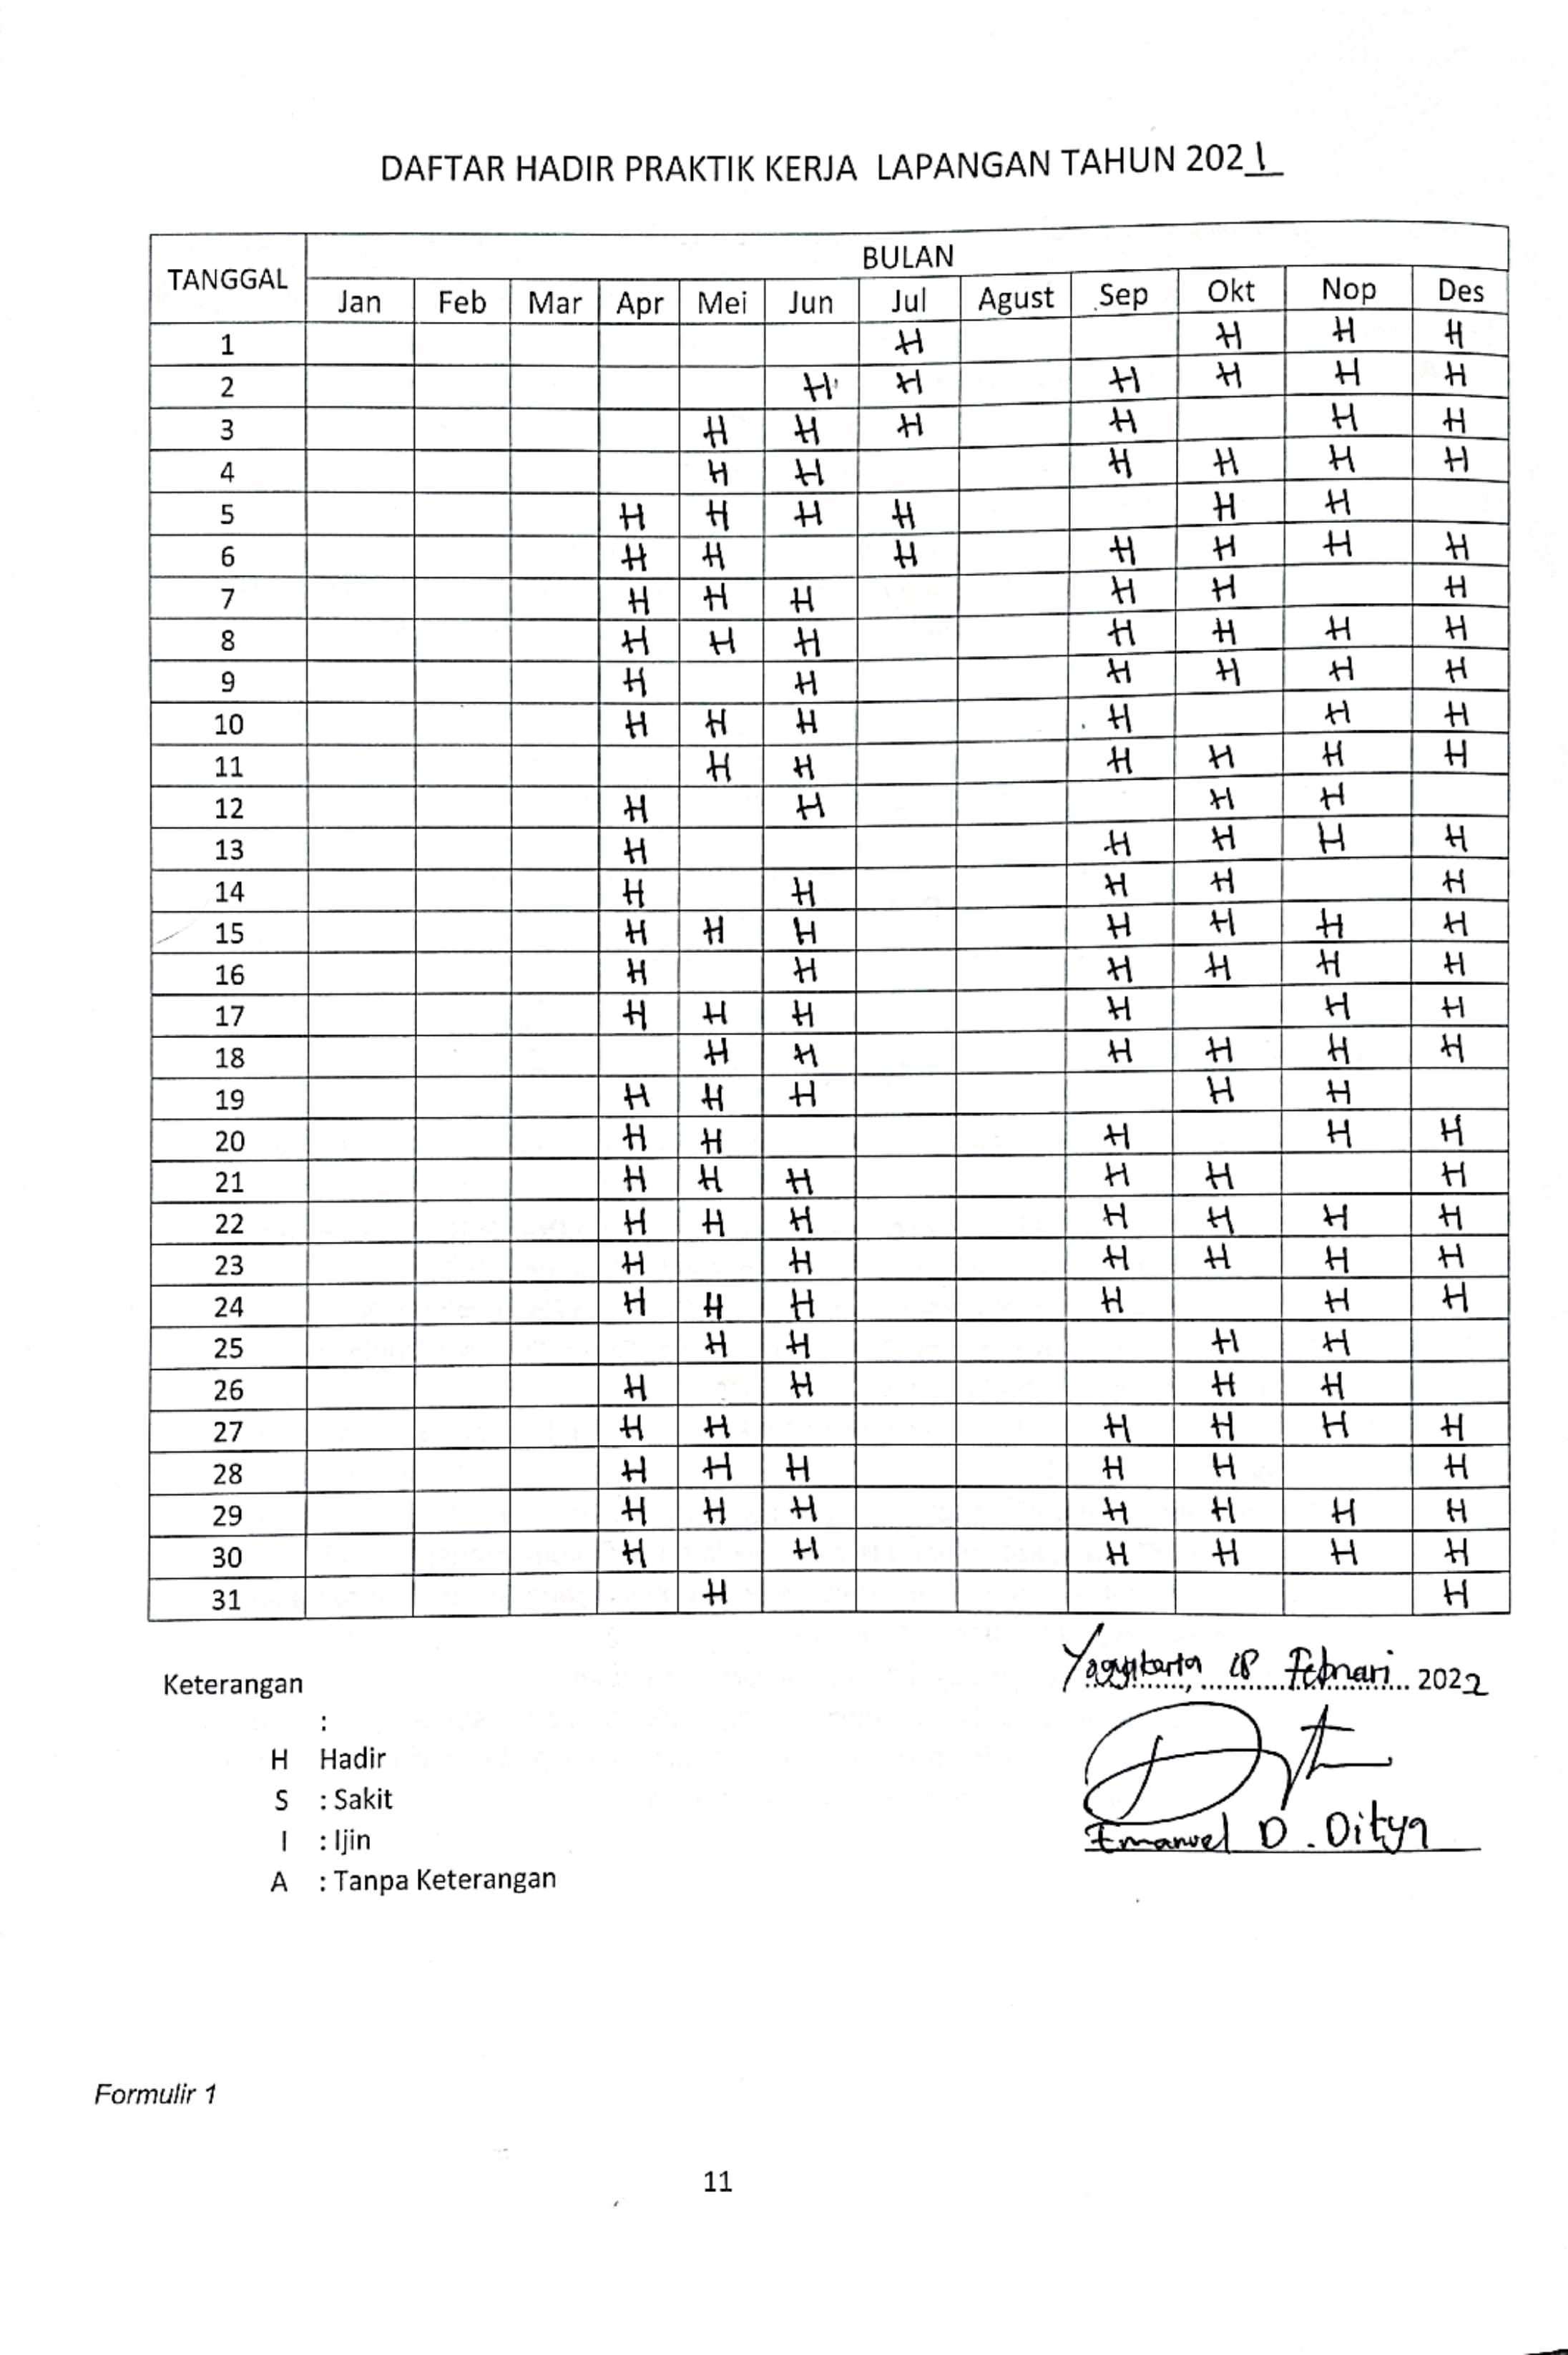 DAFTAR HADIR PRAKTIK KERJA LAPANGAN TAHUN 2021
TANGGAL BULAN
Jan Feb Mar Apr Mei Jun Jul Agust Sep Okt Nop Des
1 H H H H
2 H H H H H H
3 H H H H H H
4 H H H H H H
5 H H H H H H
6 H H H H H H H
7 H H H H H H
8 H H H H H H H
9 H H H H H H
10 H H H H H H
11 H H H H H H
12 H H H H
13 H H H H H
14 H H H H H
15 H H H H H H H
16 H H H H H H
17 H H H H H H
18 H H H H H H
19 H H H H H
20 H H H H H
21 H H H H H H
22 H H H H H H H
23 H H H H H H
24 H H H H H H
25 H H H H
26 H H H H
27 H H H H H H
28 H H H H H H
29 H H H H H H H
30 H H H H H H
31 H H
Yogyakarta, 18 Februari 2022
Keterangan
:
H Hadir
S : Sakit
I : Ijin
A : Tanpa Keterangan
Emanuel D. Ditya
Formulir 1
11